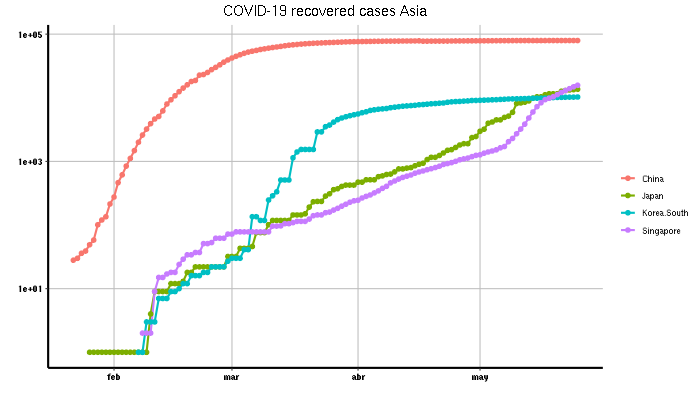 COVID-19 recovered cases Asia
1e+05
1e+03
1e+01
feb
mar
abr
may
China
Japan
Korea.South
Singapore